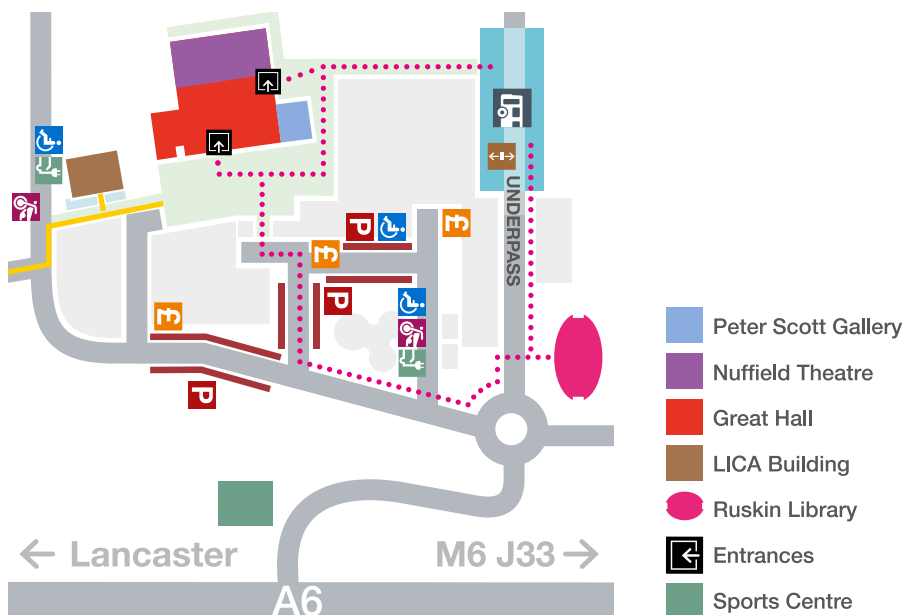 UNDERPASS
P
£
£
£
P
P
Peter Scott Gallery
Nuffield Theatre
Great Hall
LICA Building
Ruskin Library
Entrances
Sports Centre
← Lancaster
M6 J33 →
A6